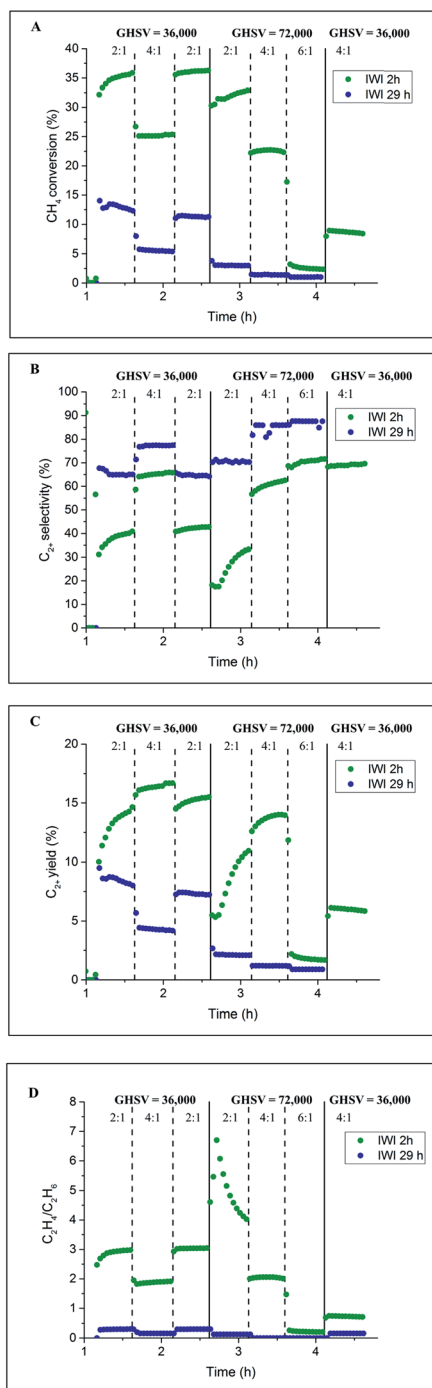 A
GHSV = 36,000 GHSV = 72,000 GHSV = 36,000
2:1 4:1 2:1 2:1 4:1 6:1 4:1
IWI 2h
IWI 29 h
40
35
30
25
20
15
10
5
0
CH4 conversion (%)
1 2 3 4
Time (h)
B
GHSV = 36,000 GHSV = 72,000 GHSV = 36,000
2:1 4:1 2:1 2:1 4:1 6:1 4:1
IWI 2h
IWI 29 h
100
90
80
70
60
50
40
30
20
10
0
C2+ selectivity (%)
1 2 3 4
Time (h)
C
GHSV = 36,000 GHSV = 72,000 GHSV = 36,000
2:1 4:1 2:1 2:1 4:1 6:1 4:1
IWI 2h
IWI 29 h
20
15
10
5
0
C2+ yield (%)
1 2 3 4
Time (h)
D
GHSV = 36,000 GHSV = 72,000 GHSV = 36,000
2:1 4:1 2:1 2:1 4:1 6:1 4:1
IWI 2h
IWI 29 h
8
7
6
5
4
3
2
1
0
C2H4/C2H6
1 2 3 4
Time (h)